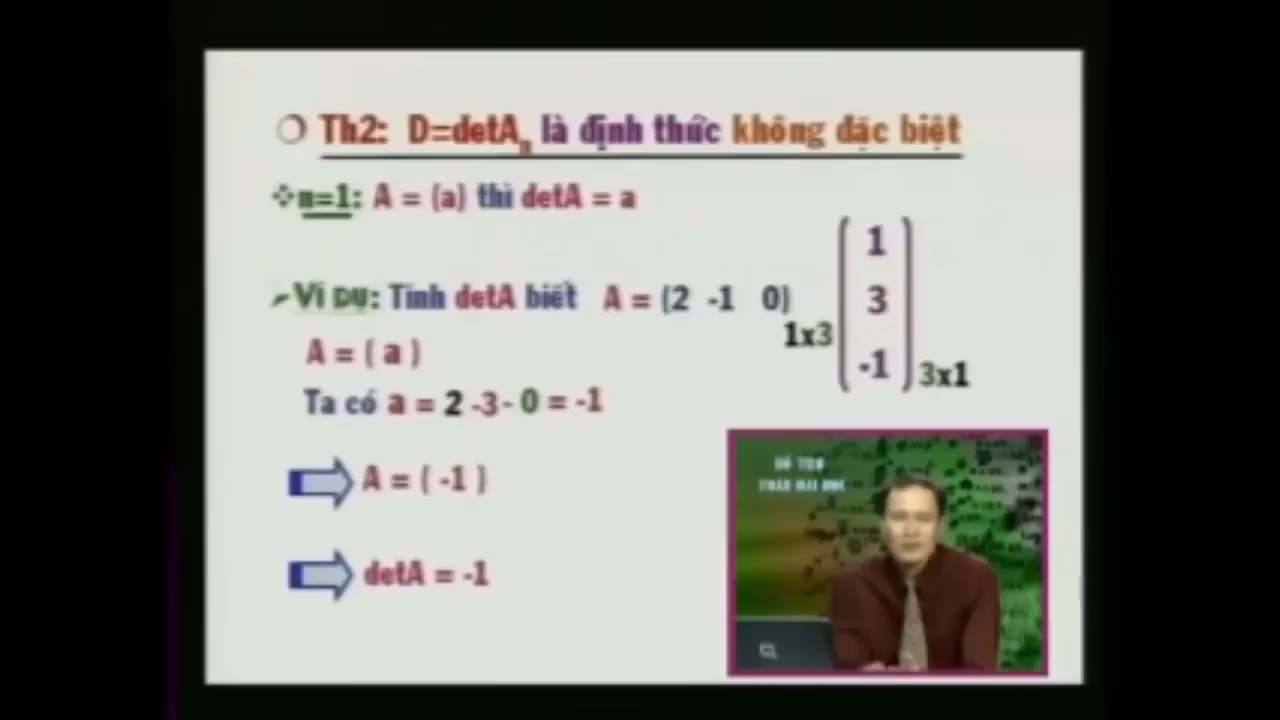 Th2: D=detAn là định thức không đặc biệt
n=1: A = (a) thì detA = a
Ví Dụ: Tính detA biết A = (2 -1 0)
1x3
1
3
-1
3x1
A = ( a )
Ta có a = 2 -3 - 0 = -1
A = ( -1 )
detA = -1